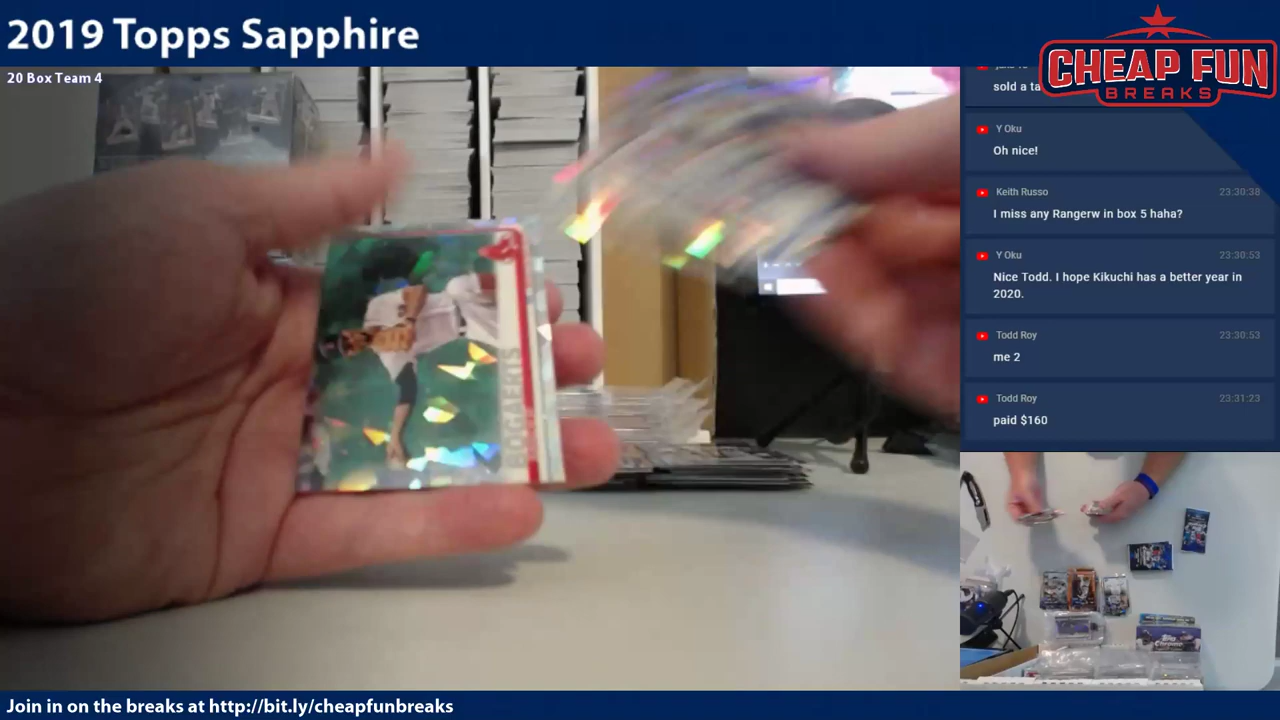 2019 Topps Sapphire
20 Box Team 4
CHEAP FUN
BREAKS
sold a ta
Y Oku
Oh nice!
Keith Russo 23:30:38
I miss any Rangerw in box 5 haha?
Y Oku 23:30:53
Nice Todd. I hope Kikuchi has a better year in
2020.
Todd Roy 23:30:53
me 2
Todd Roy 23:31:23
paid $160
BOGAERTS
Topps
Chrome
Join in on the breaks at http://bit.ly/cheapfunbreaks